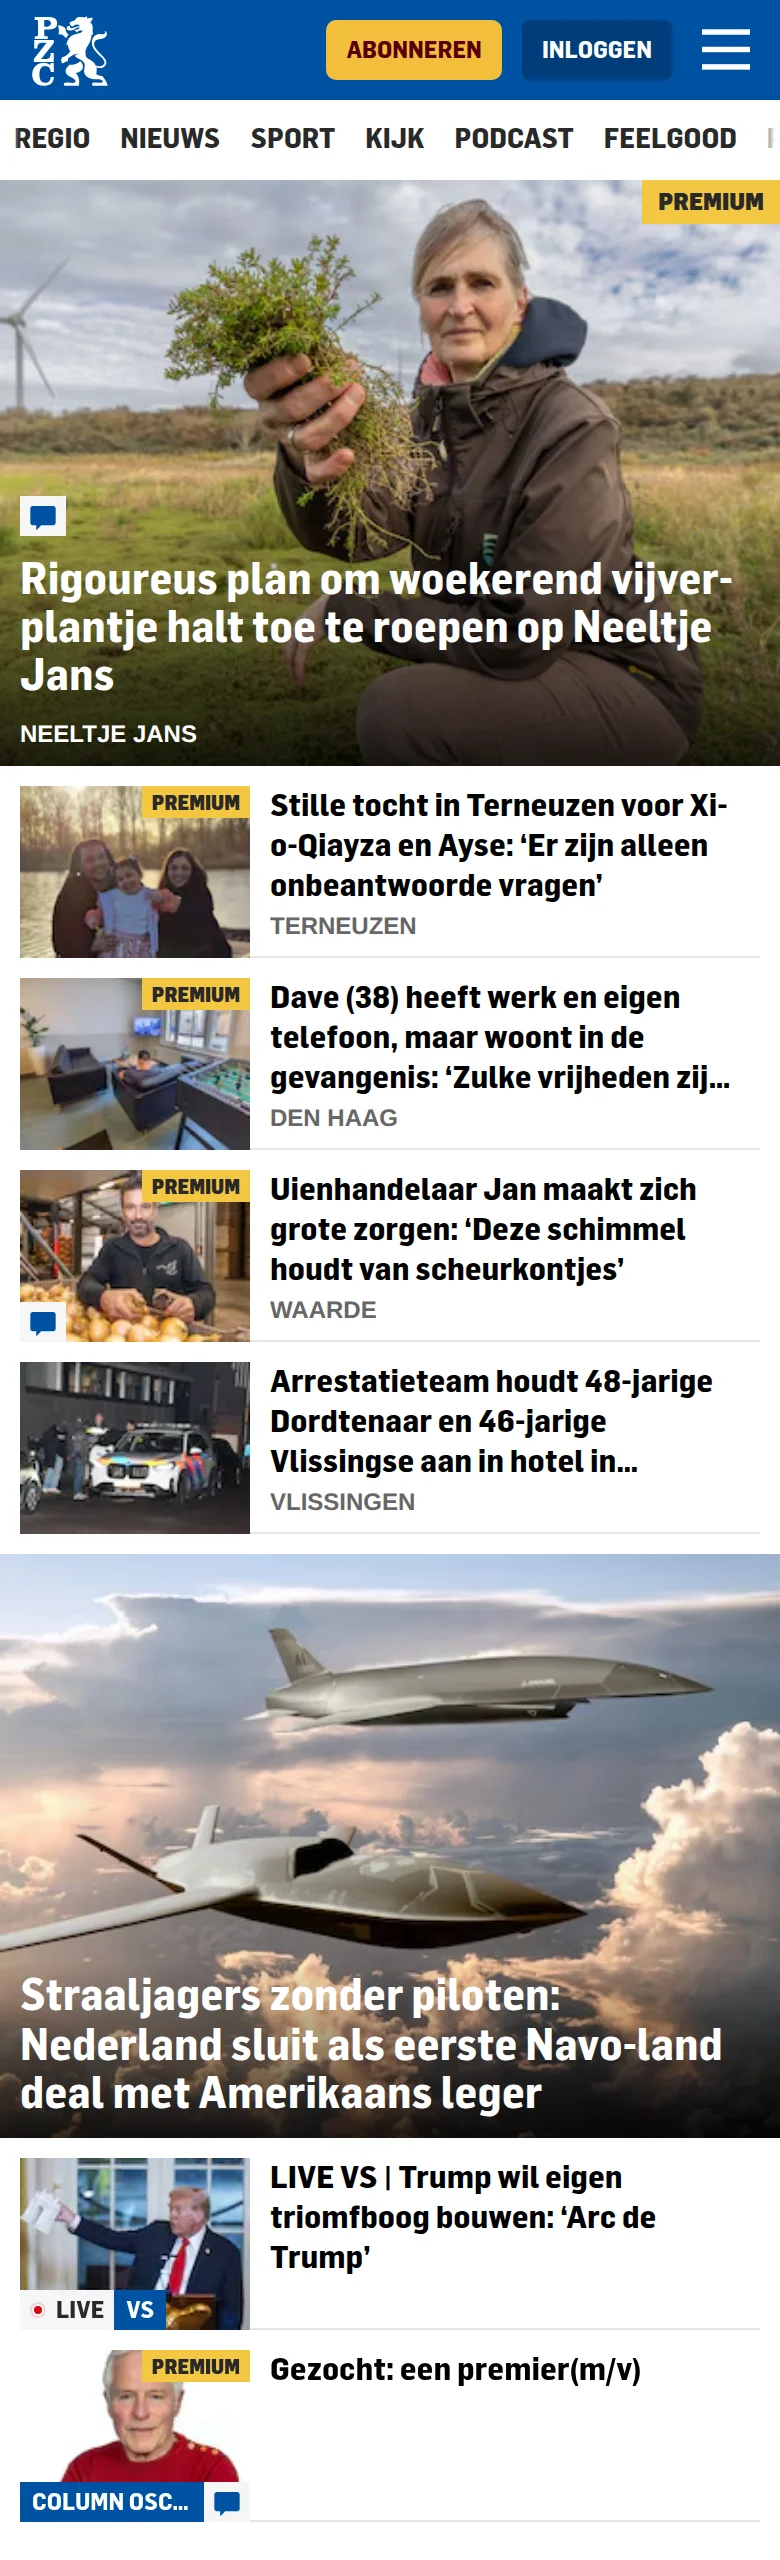 PZC
ABONNEREN
INLOGGEN
REGIO NIEUWS SPORT KIJK PODCAST FEELGOOD
PREMIUM
Rigoureus plan om woekerend vijver-
plantje halt toe te roepen op Neeltje
Jans
NEELTJE JANS
PREMIUM
Stille tocht in Terneuzen voor Xi-
o-Qiayza en Ayse: ‘Er zijn alleen
onbeantwoorde vragen’
TERNEUZEN
PREMIUM
Dave (38) heeft werk en eigen
telefoon, maar woont in de
gevangenis: ‘Zulke vrijheden zij...
DEN HAAG
PREMIUM
Uienhandelaar Jan maakt zich
grote zorgen: ‘Deze schimmel
houdt van scheurkontjes’
WAARDE
Arrestatieteam houdt 48-jarige
Dordtenaar en 46-jarige
Vlissingse aan in hotel in...
VLISSINGEN
Straaljagers zonder piloten:
Nederland sluit als eerste Navo-land
deal met Amerikaans leger
LIVE VS
LIVE VS | Trump wil eigen
triomfboog bouwen: ‘Arc de
Trump’
PREMIUM
COLUMN OSC...
Gezocht: een premier(m/v)